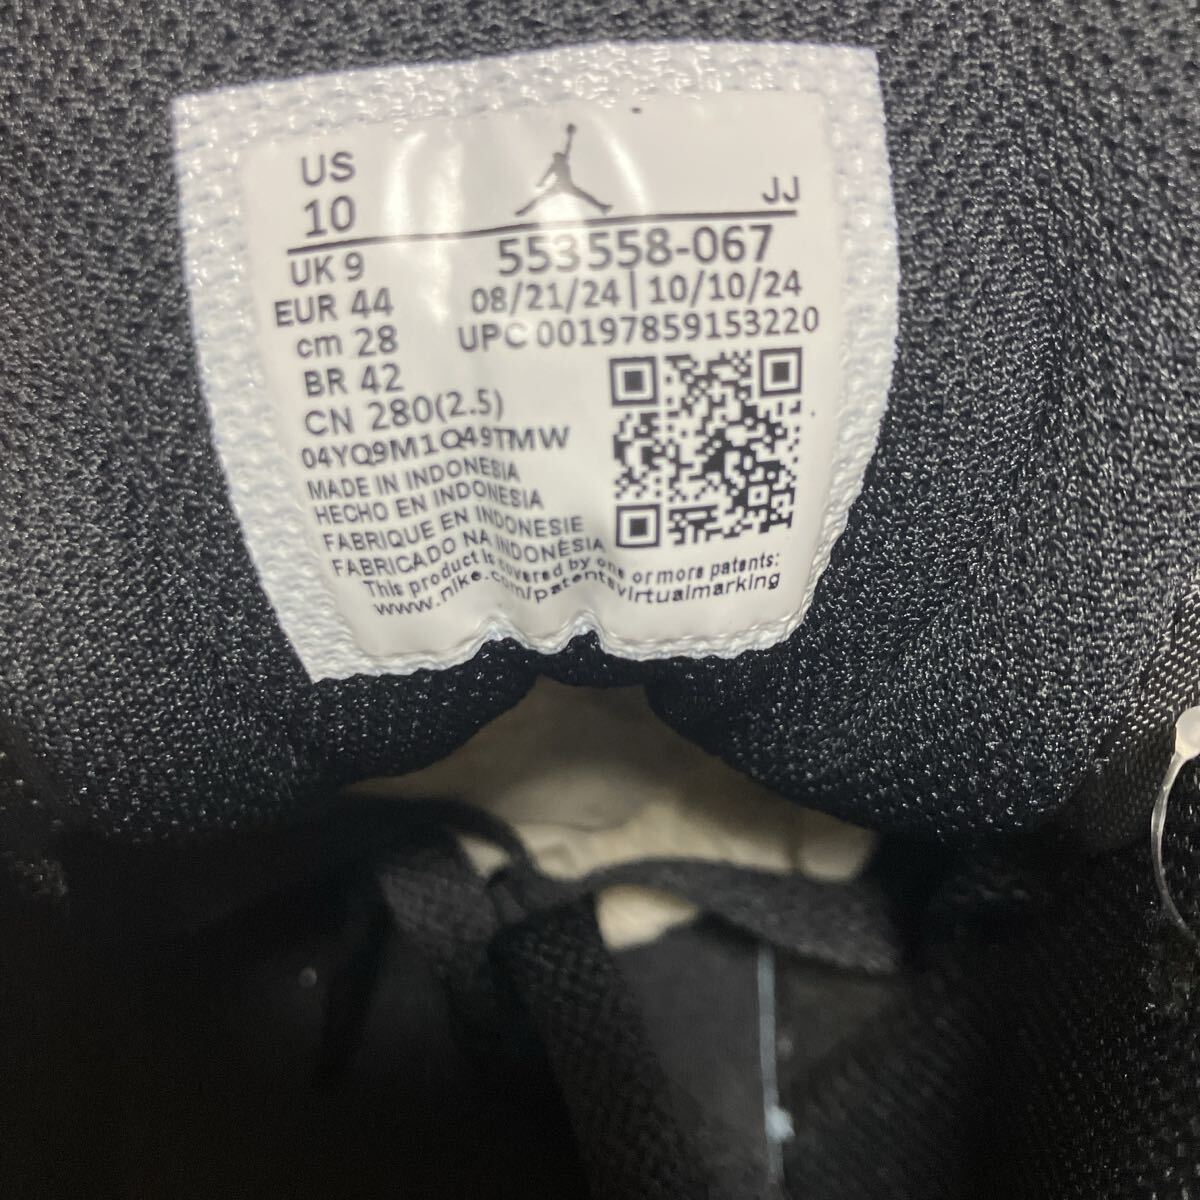 US
10
JJ
553558-067
UK 9
08/21/24 | 10/10/24
EUR 44
UPC 00197859153220
cm 28
BR 42
CN 280(2.5)
04YQ9M1Q49TMW
MADE IN INDONESIA
HECHO EN INDONESIA
FABRIQUE EN INDONESIE
FABRICADO NA INDONÉSIA
This product is covered by one or more patents:
www.nike.com/patentsvirtualmarking